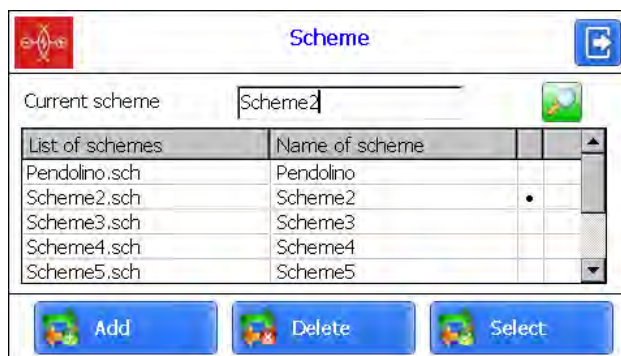 Scheme
Current scheme Scheme2
List of schemes Name of scheme
Pendolino.sch Pendolino
Scheme2.sch Scheme2 •
Scheme3.sch Scheme3
Scheme4.sch Scheme4
Scheme5.sch Scheme5
Add Delete Select